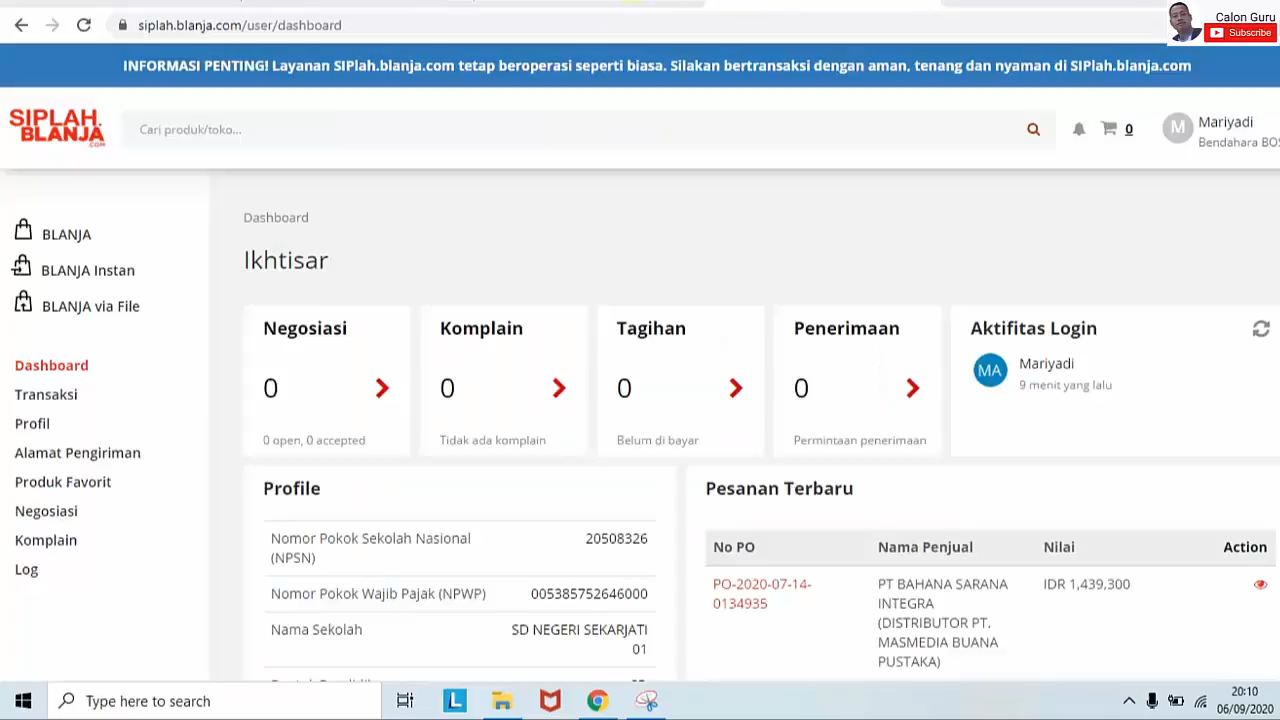 siplah.blanja.com/user/dashboard
Calon Guru
Subscribe
INFORMASI PENTING! Layanan SIPlah.blanja.com tetap beroperasi seperti biasa. Silakan bertransaksi dengan aman, tenang dan nyaman di SIPlah.blanja.com
SIPLAH.
BLANJA
.COM
Cari produk/toko...
0
M
Mariyadi
Bendahara BOS
BLANJA
BLANJA Instan
BLANJA via File
Dashboard
Transaksi
Profil
Alamat Pengiriman
Produk Favorit
Negosiasi
Komplain
Log
Dashboard
Ikhtisar
Negosiasi
0
0 open, 0 accepted
Komplain
0
Tidak ada komplain
Tagihan
0
Belum di bayar
Penerimaan
0
Permintaan penerimaan
Aktifitas Login
MA
Mariyadi
9 menit yang lalu
Profile
Nomor Pokok Sekolah Nasional 20508326
(NPSN)
Nomor Pokok Wajib Pajak (NPWP) 005385752646000
Nama Sekolah SD NEGERI SEKARJATI
01
Pesanan Terbaru
No PO Nama Penjual Nilai Action
PO-2020-07-14- PT BAHANA SARANA IDR 1,439,300
0134935 INTEGRA
(DISTRIBUTOR PT.
MASMEDIA BUANA
PUSTAKA)
Type here to search
L
20:10
06/09/2020